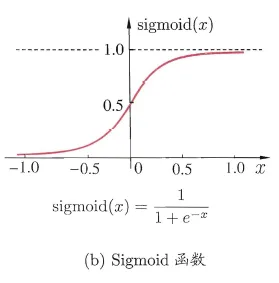 sigmoid(x)
1.0
0.5
−1.0 −0.5 0 0.5 1.0 x
sigmoid(x) = 1 / (1 + e^{−x})
(b) Sigmoid 函数